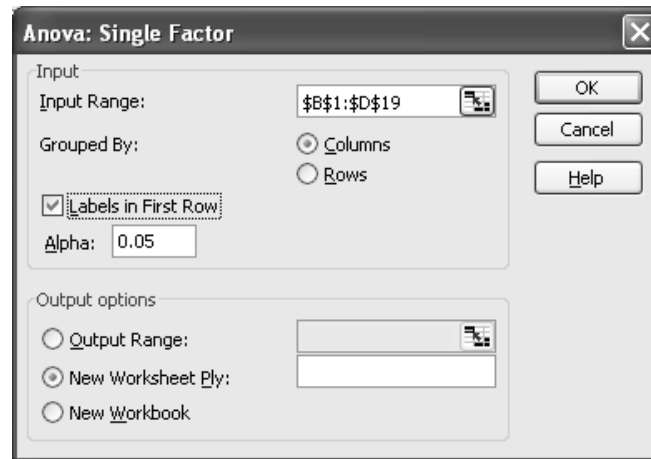 Anova: Single Factor
Input
Input Range: $B$1:$D$19
Grouped By: Columns
Rows
Labels in First Row
Alpha: 0.05
OK
Cancel
Help
Output options
Output Range:
New Worksheet Ply:
New Workbook